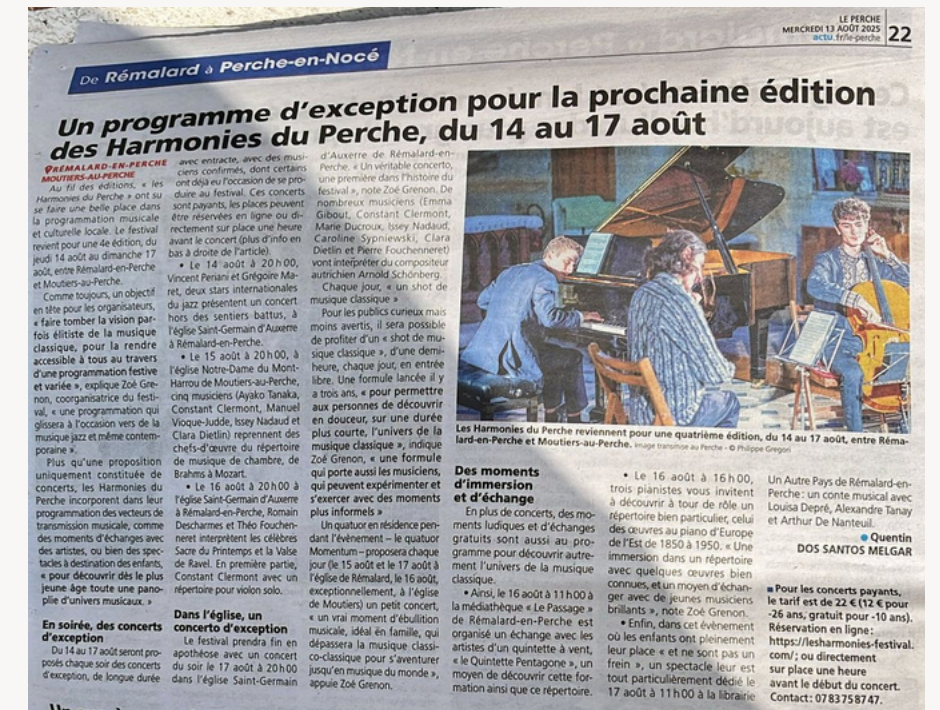 LE PERCHE
MERCREDI 13 AOÛT 2025
actu.fr/le-perche
22
De Rémalard à Perche-en-Nocé
Un programme d'exception pour la prochaine édition
des Harmonies du Perche, du 14 au 17 août
RÉMALARD-EN-PERCHE
MOUTIERS-AU-PERCHE
Au fil des éditions, « les
Harmonies du Perche » ont su
se faire une belle place dans
la programmation musicale
et culturelle locale. Le festival
revient pour une 4e édition, du
jeudi 14 août au dimanche 17
août, entre Rémalard-en-Perche
et Moutiers-au-Perche.
Comme toujours, un objectif
en tête pour les organisateurs,
« faire tomber la vision par-
fois élitiste de la musique
classique, pour la rendre
accessible à tous au travers
d'une programmation festive
et variée », explique Zoé Gre-
non, coorganisatrice du festi-
val, « une programmation qui
glissera à l'occasion vers de la
musique jazz et même contem-
poraine ».
Plus qu'une proposition
uniquement constituée de
concerts, les Harmonies du
Perche incorporent dans leur
programmation des vecteurs de
transmission musicale, comme
des moments d'échanges avec
des artistes, ou bien des spec-
tacles à destination des enfants,
« pour découvrir dès le plus
jeune âge toute une pano-
plie d'univers musicaux. »
En soirée, des concerts
d'exception
Du 14 au 17 août seront pro-
posés chaque soir des concerts
d'exception, de longue durée
avec entracte, avec des musi-
ciens confirmés, dont certains
ont déjà eu l'occasion de se pro-
duire au festival. Ces concerts
sont payants, les places peuvent
être réservées en ligne ou di-
rectement sur place une heure
avant le concert (plus d'info en
bas à droite de l'article).
• Le 14 août à 20h00,
Vincent Peirani et Grégoire Ma-
ret, deux stars internationales
du jazz présentent un concert
hors des sentiers battus, à
l'église Saint-Germain d'Auxerre
à Rémalard-en-Perche.
• Le 15 août à 20h00, à
l'église Notre-Dame du Mont-
Harrou de Moutiers-au-Perche,
cinq musiciens (Ayako Tanaka,
Constant Clermont, Manuel
Vioque-Judde, Issey Nadaud et
Clara Dietlin) reprennent des
chefs-d'œuvre du répertoire
de musique de chambre, de
Brahms à Mozart.
• Le 16 août à 20h00 à
l'église Saint-Germain d'Auxerre
à Rémalard-en-Perche, Romain
Descharmes et Théo Fouchen-
neret interprètent les célèbres
Sacre du Printemps et la Valse
de Ravel. En première partie,
Constant Clermont avec un
répertoire pour violon solo.
Dans l'église, un
concerto d'exception
Le festival prendra fin en
apothéose avec un concert
du soir le 17 août à 20h00
dans l'église Saint-Germain
d'Auxerre de Rémalard-en-
Perche. « Un véritable concerto,
une première dans l'histoire du
festival », note Zoé Grenon. De
nombreux musiciens (Emma
Gibout, Constant Clermont,
Marie Ducroux, Issey Nadaud,
Caroline Sypniewski, Clara
Dietlin et Pierre Fouchenneret)
vont interpréter du compositeur
autrichien Arnold Schönberg.
Chaque jour, « un shot de
musique classique »
Pour les publics curieux mais
moins avertis, il sera possible
de profiter d'un « shot de mu-
sique classique », d'une demi-
heure, chaque jour, en entrée
libre. Une formule lancée il y
a trois ans, « pour permettre
aux personnes de découvrir
en douceur, sur une durée
plus courte, l'univers de la
musique classique », indique
Zoé Grenon, « une formule
qui porte aussi les musiciens,
qui peuvent expérimenter et
s'exercer avec des moments
plus informels »
Un quatuor en résidence pen-
dant l'évènement – le quatuor
Momentum – proposera chaque
jour (le 15 août et le 17 août à
l'église de Rémalard, le 16 août,
exceptionnellement, à l'église
de Moutiers) un petit concert,
« un vrai moment d'ébullition
musicale, idéal en famille, qui
dépassera la musique classi-
co-classique pour s'aventurer
jusqu'en musique du monde »,
appuie Zoé Grenon.
Les Harmonies du Perche reviennent pour une quatrième édition, du 14 au 17 août, entre Réma-
lard-en-Perche et Moutiers-au-Perche. Image transmise au Perche - © Philippe Gregori
Des moments
d'immersion
et d'échange
En plus de concerts, des mo-
ments ludiques et d'échanges
gratuits sont aussi au pro-
gramme pour découvrir autre-
ment l'univers de la musique
classique.
• Ainsi, le 16 août à 11h00 à
la médiathèque « Le Passage »
de Rémalard-en-Perche est
organisé un échange avec les
artistes d'un quintette à vent,
« le Quintette Pentagone », un
moyen de découvrir cette for-
mation ainsi que ce répertoire.
• Le 16 août à 16h00,
trois pianistes vous invitent
à découvrir à tour de rôle un
répertoire bien particulier, celui
des œuvres au piano d'Europe
de l'Est de 1850 à 1950. « Une
immersion dans un répertoire
avec quelques œuvres bien
connues, et un moyen d'échan-
ger avec de jeunes musiciens
brillants », note Zoé Grenon.
• Enfin, dans cet évènement
où les enfants ont pleinement
leur place « et ne sont pas un
frein », un spectacle leur est
tout particulièrement dédié le
17 août à 11h00 à la librairie
Un Autre Pays de Rémalard-en-
Perche : un conte musical avec
Louisa Depré, Alexandre Tanay
et Arthur De Nanteuil.
• Quentin
DOS SANTOS MELGAR
■ Pour les concerts payants,
le tarif est de 22 € (12 € pour
-26 ans, gratuit pour -10 ans).
Réservation en ligne :
https://lesharmonies-festival.
com/ ; ou directement
sur place une heure
avant le début du concert.
Contact : 0783758747.